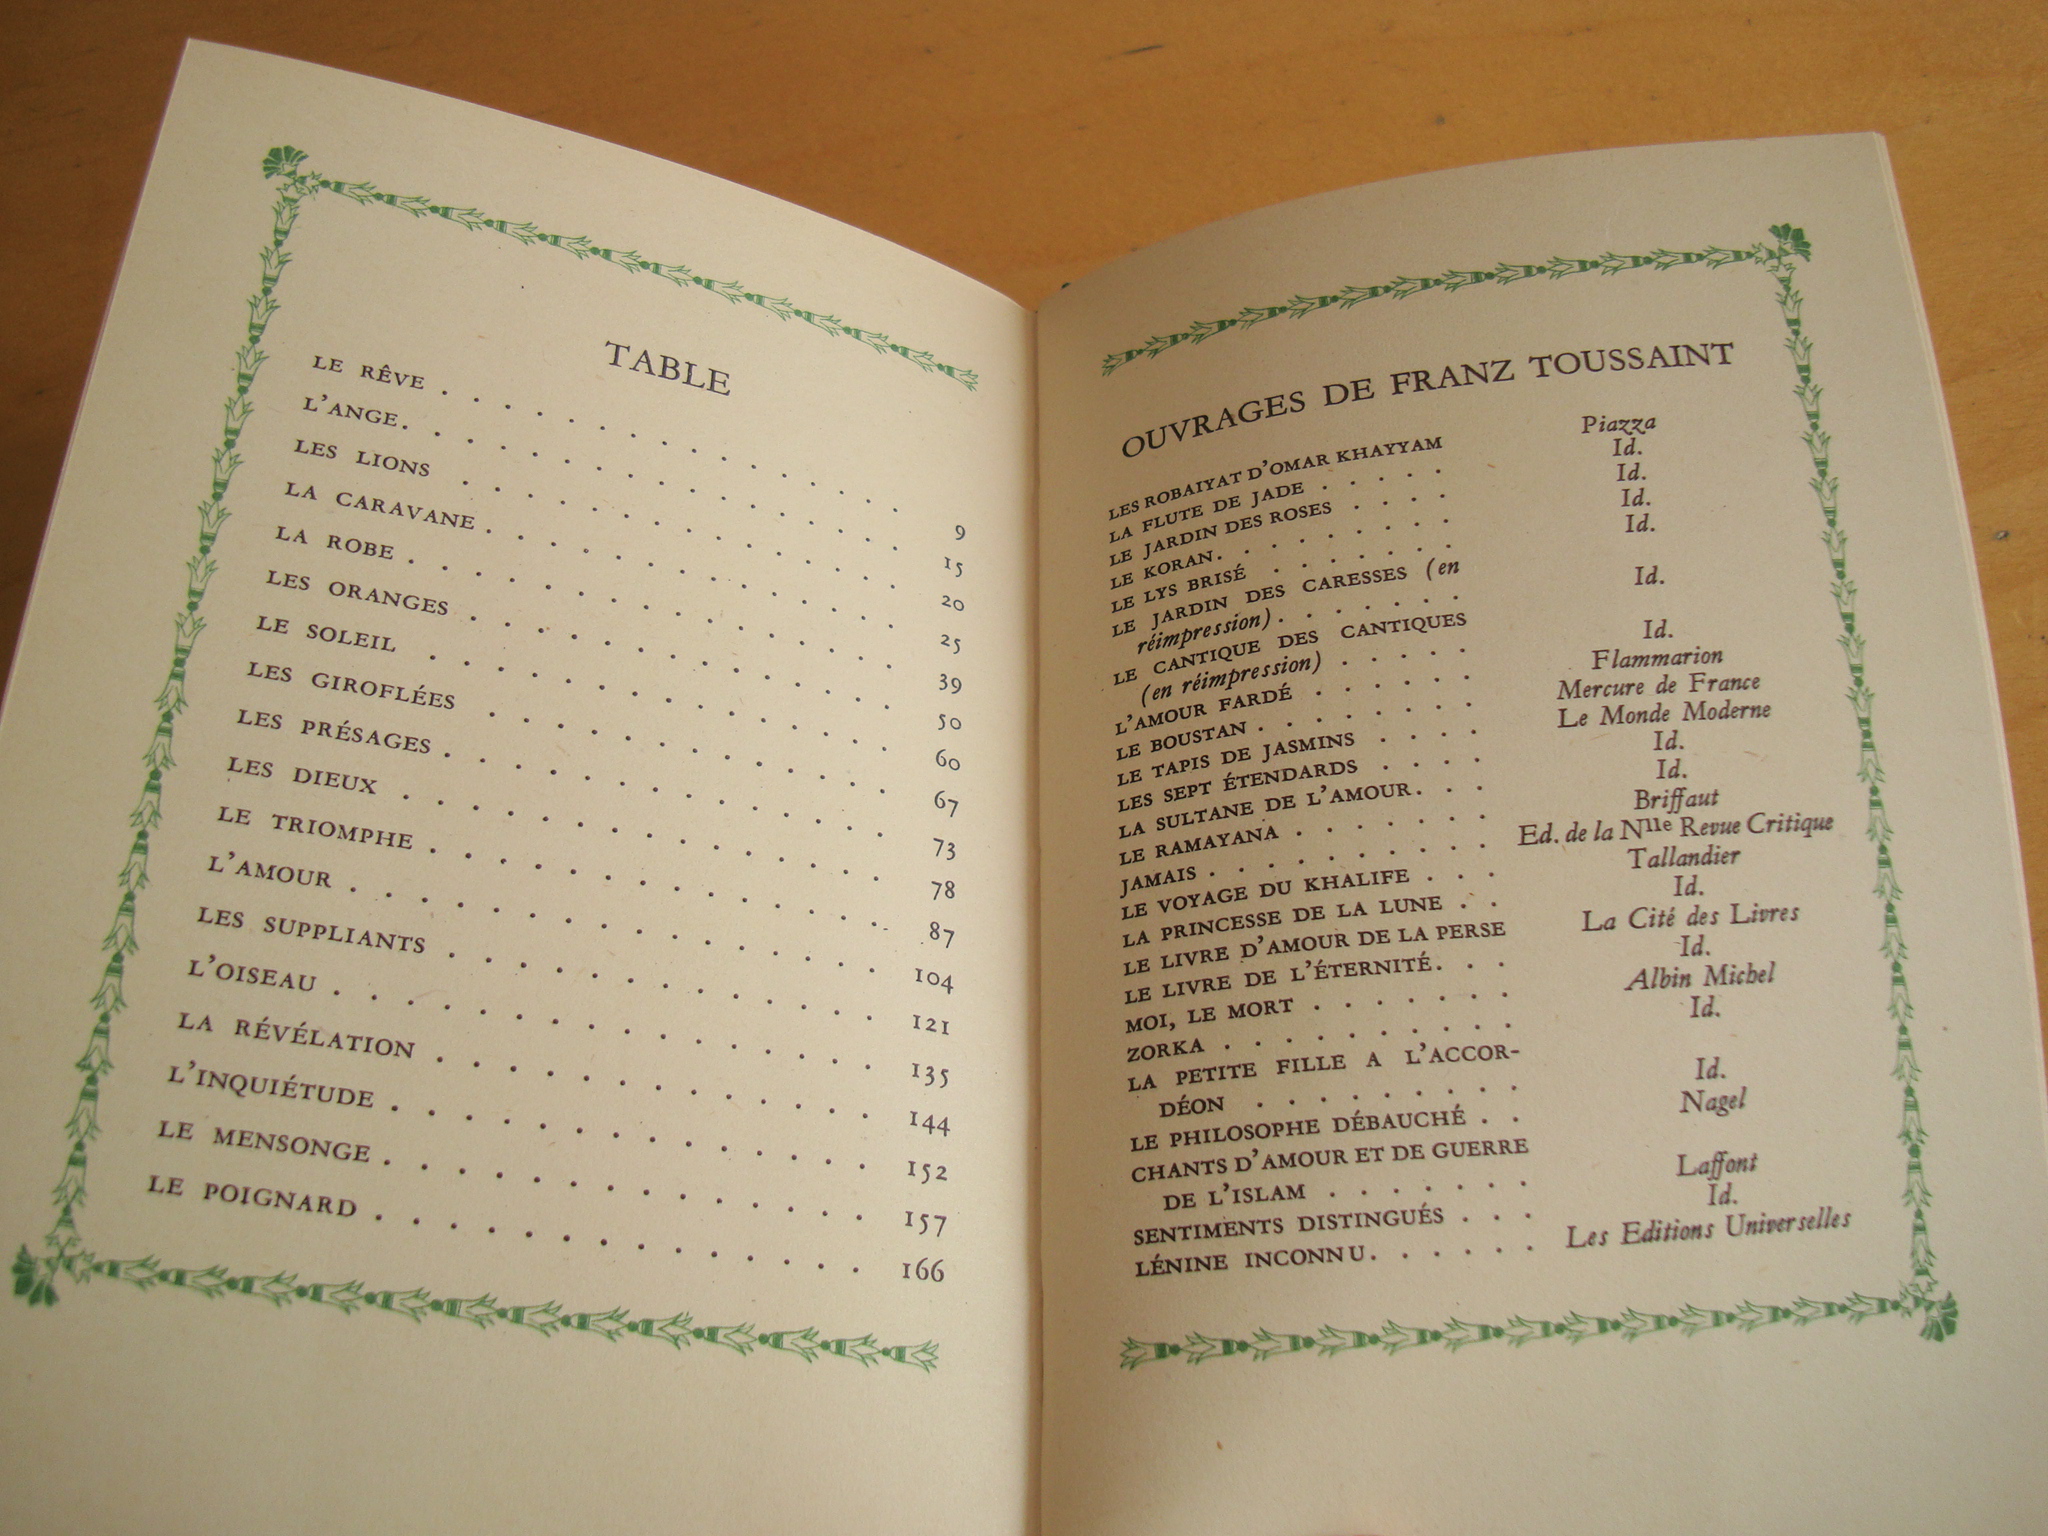 TABLE
LE RÊVE . . . . . . . . . . . . . . . 9
L'ANGE. . . . . . . . . . . . . . . . 15
LES LIONS . . . . . . . . . . . . . . 20
LA CARAVANE . . . . . . . . . . . . . 25
LA ROBE . . . . . . . . . . . . . . . 39
LES ORANGES . . . . . . . . . . . . . 50
LE SOLEIL . . . . . . . . . . . . . . 60
LES GIROFLÉES . . . . . . . . . . . . 67
LES PRÉSAGES . . . . . . . . . . . . . 73
LES DIEUX . . . . . . . . . . . . . . 78
LE TRIOMPHE . . . . . . . . . . . . . 87
L'AMOUR . . . . . . . . . . . . . . . 104
LES SUPPLIANTS . . . . . . . . . . . . 121
L'OISEAU . . . . . . . . . . . . . . . 135
LA RÉVÉLATION . . . . . . . . . . . . 144
L'INQUIÉTUDE . . . . . . . . . . . . . 152
LE MENSONGE . . . . . . . . . . . . . 157
LE POIGNARD . . . . . . . . . . . . . 166
OUVRAGES DE FRANZ TOUSSAINT
LES ROBAIYAT D'OMAR KHAYYAM Piazza
LA FLUTE DE JADE . . . . . Id.
LE JARDIN DES ROSES . . . . Id.
LE KORAN. . . . . . . . . Id.
LE LYS BRISÉ . . . . . . . Id.
LE JARDIN DES CARESSES (en
réimpression). . . . . . . Id.
LE CANTIQUE DES CANTIQUES
(en réimpression) . . . . . Id.
L'AMOUR FARDÉ . . . . . . Flammarion
LE BOUSTAN . . . . . . . . Mercure de France
LE TAPIS DE JASMINS . . . . Le Monde Moderne
LES SEPT ÉTENDARDS . . . . Id.
LA SULTANE DE L'AMOUR. . . Id.
LE RAMAYANA . . . . . . . Briffaut
JAMAIS . . . . . . . . . . Ed. de la Nlle Revue Critique
LE VOYAGE DU KHALIFE . . . Tallandier
LA PRINCESSE DE LA LUNE . . Id.
LE LIVRE D'AMOUR DE LA PERSE La Cité des Livres
LE LIVRE DE L'ÉTERNITÉ. . . Id.
MOI, LE MORT . . . . . . . Albin Michel
ZORKA . . . . . . . . . . Id.
LA PETITE FILLE A L'ACCOR-
DÉON . . . . . . . . . Id.
LE PHILOSOPHE DÉBAUCHÉ . . Nagel
CHANTS D'AMOUR ET DE GUERRE
DE L'ISLAM . . . . . . . Laffont
SENTIMENTS DISTINGUÉS . . . Id.
LÉNINE INCONNU. . . . . . Les Editions Universelles